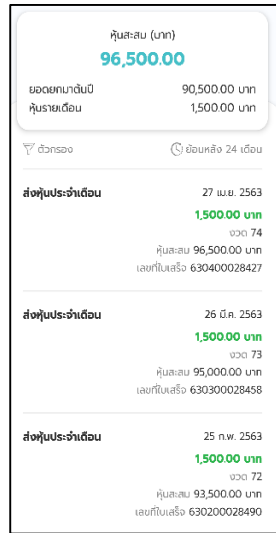 หุ้นสะสม (บาท)
96,500.00
ยอดยกมาต้นปี 90,500.00 บาท
หุ้นรายเดือน 1,500.00 บาท
ตัวกรอง ย้อนหลัง 24 เดือน
ส่งหุ้นประจำเดือน 27 เม.ย. 2563
1,500.00 บาท
งวด 74
หุ้นสะสม 96,500.00 บาท
เลขที่ใบเสร็จ 630400028427
ส่งหุ้นประจำเดือน 26 มี.ค. 2563
1,500.00 บาท
งวด 73
หุ้นสะสม 95,000.00 บาท
เลขที่ใบเสร็จ 630300028458
ส่งหุ้นประจำเดือน 25 ก.พ. 2563
1,500.00 บาท
งวด 72
หุ้นสะสม 93,500.00 บาท
เลขที่ใบเสร็จ 630200028490